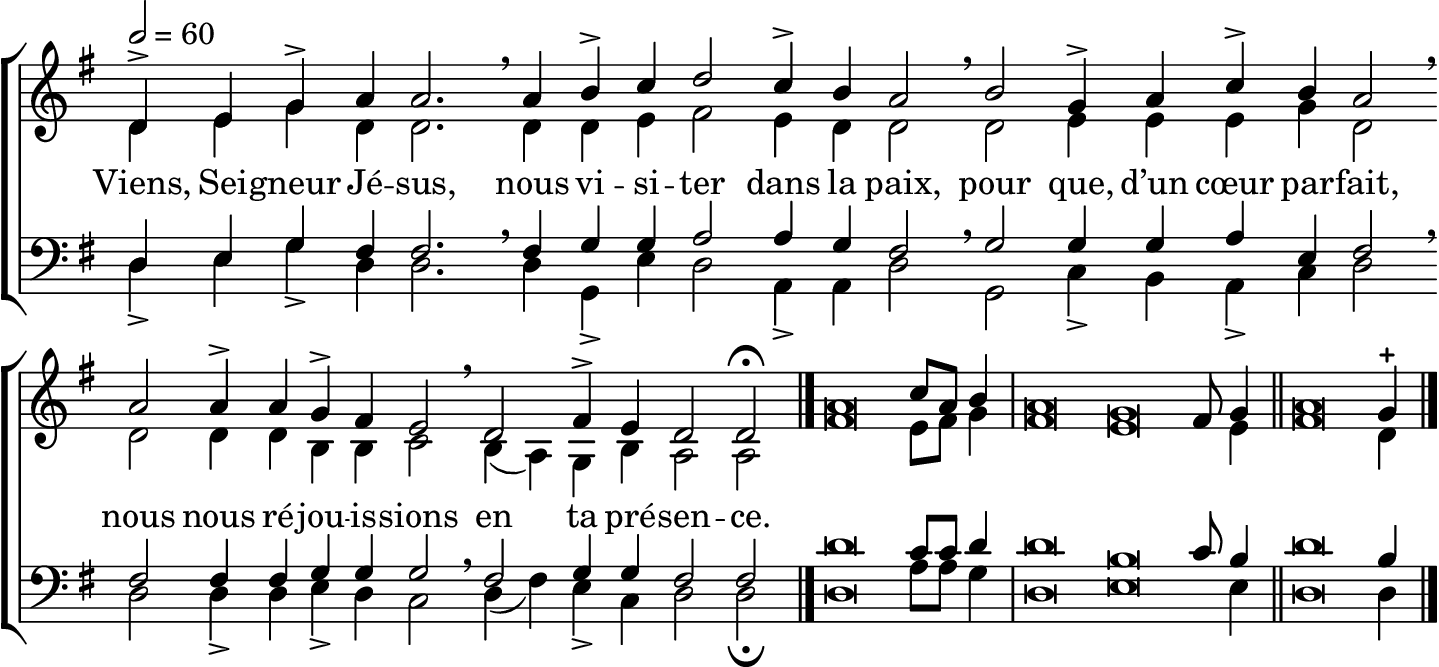 = 60
Viens, Seigneur Jé – sus, nous vi – si – ter dans la paix, pour que, d’un cœur parfait,
nous nous réjou – issions en ta présen – ce.